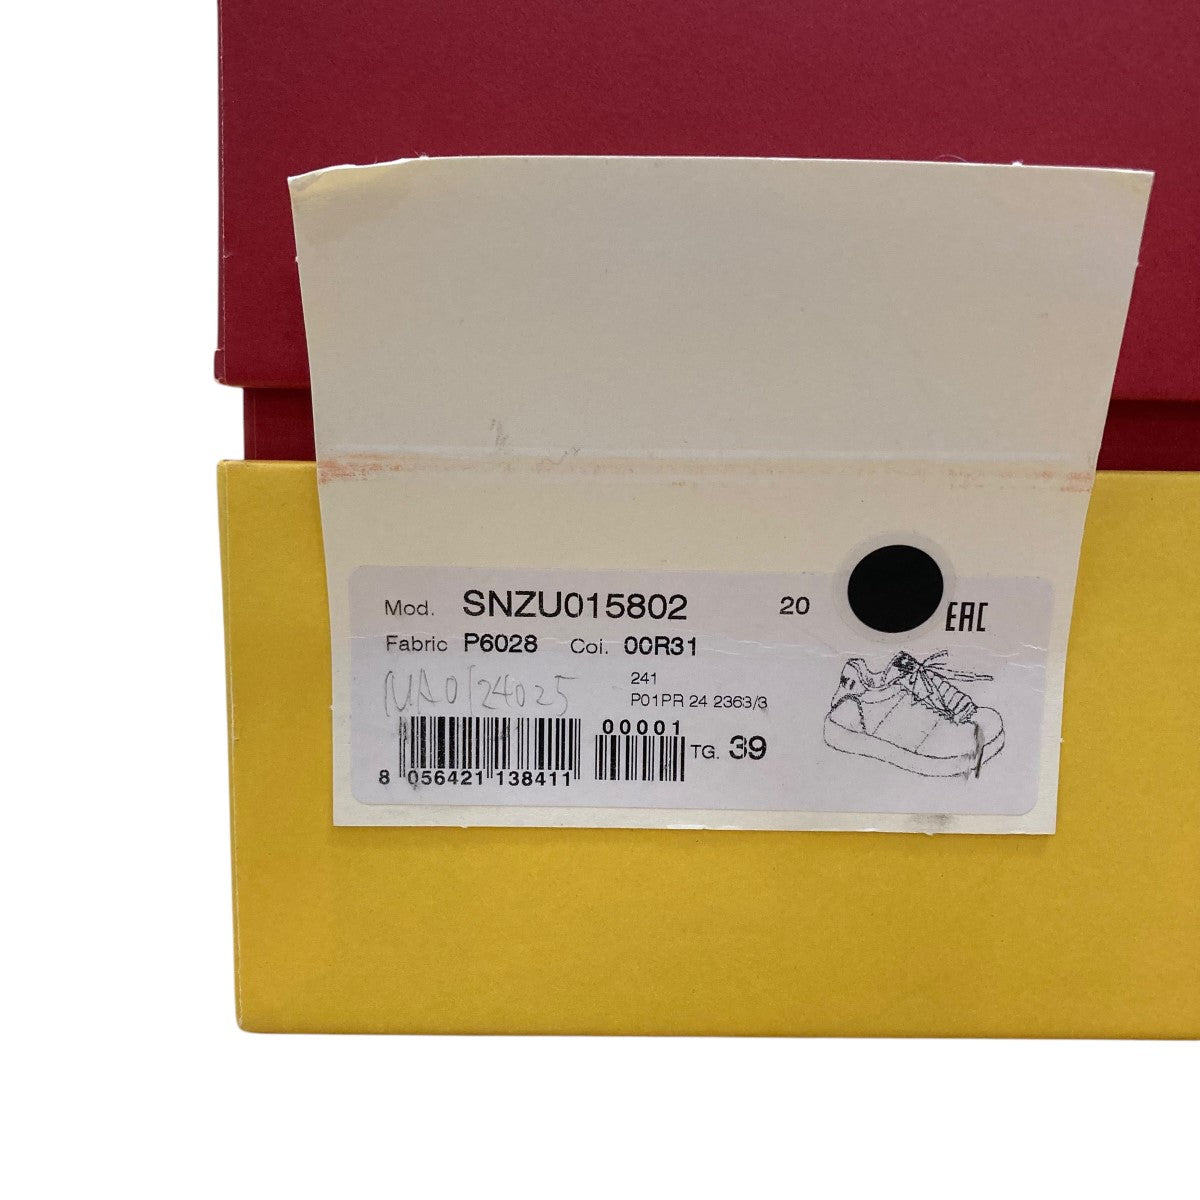 Mod. SNZU015802 20
EAC
Fabric P6028 Col. 00R31
241
P01PR 24 2363/3
00001
TG. 39
8 056421 138411